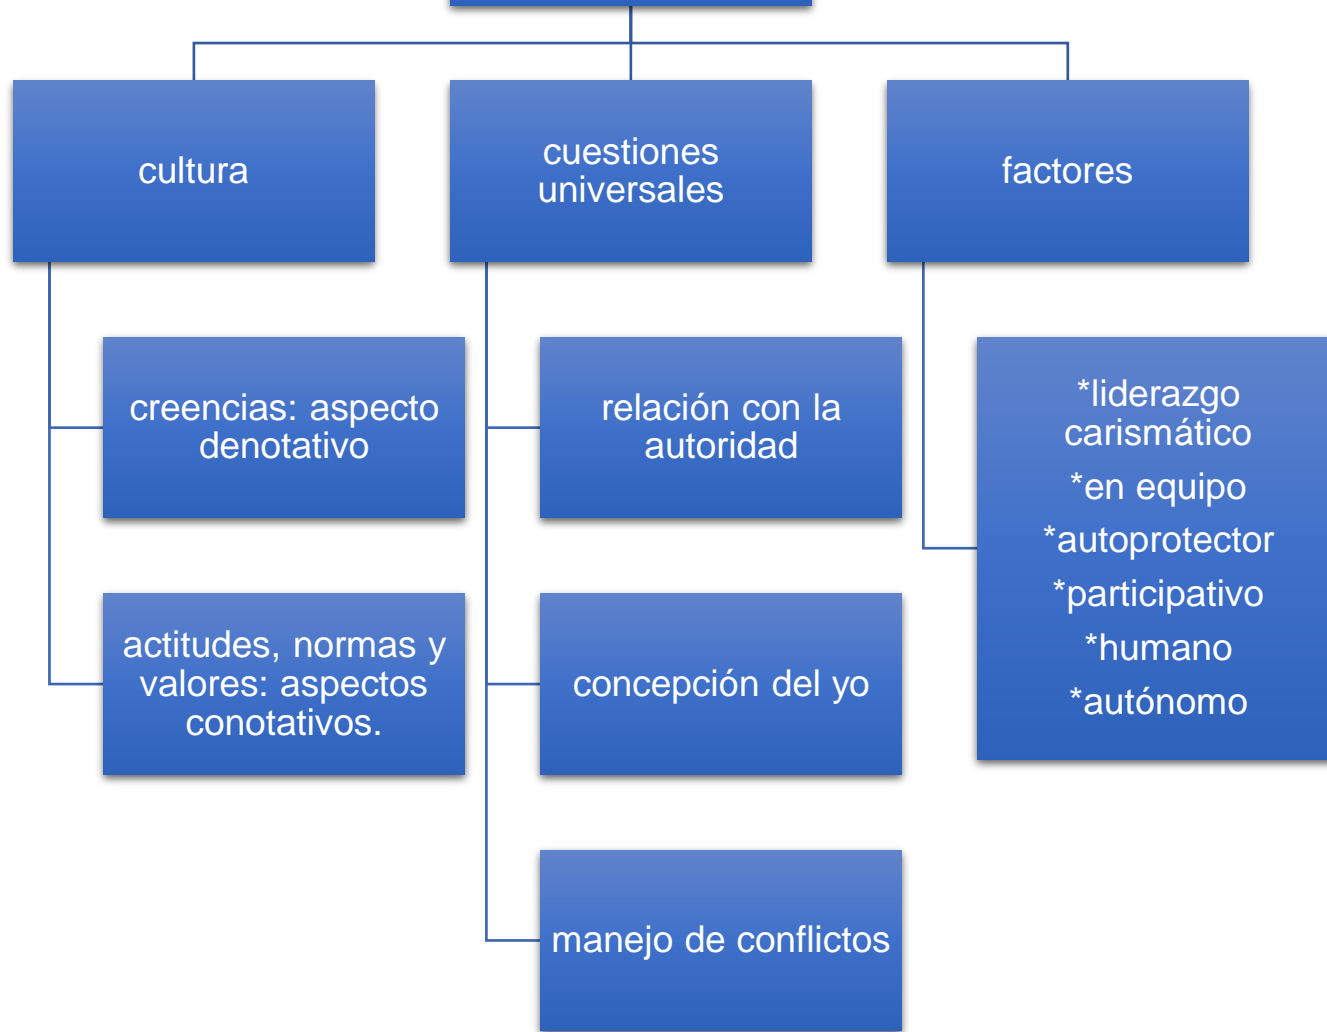 cultura
cuestiones
universales
factores
creencias: aspecto
denotativo
actitudes, normas y
valores: aspectos
conotativos.
relación con la
autoridad
concepción del yo
manejo de conflictos
*liderazgo
carismático
*en equipo
*autoprotector
*participativo
*humano
*autónomo